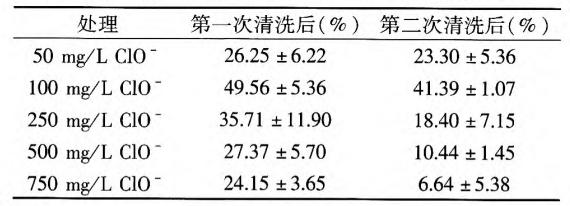 处理 第一次清洗后(%) 第二次清洗后(%)
50 mg/L ClO⁻ 26.25 ±6.22 23.30 ±5.36
100 mg/L ClO⁻ 49.56 ±5.36 41.39 ±1.07
250 mg/L ClO⁻ 35.71 ±11.90 18.40 ±7.15
500 mg/L ClO⁻ 27.37 ±5.70 10.44 ±1.45
750 mg/L ClO⁻ 24.15 ±3.65 6.64 ±5.38